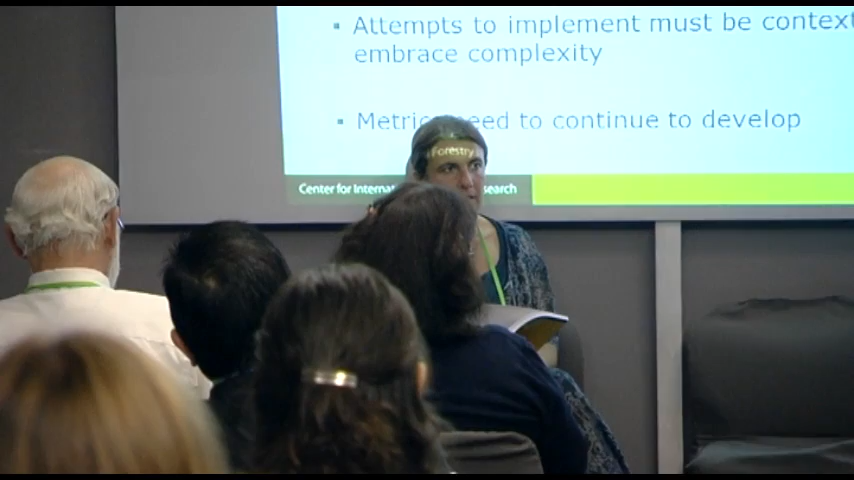 Attempts to implement must be context
embrace complexity
Metric need to continue to develop
Forestry
Center for Internat search